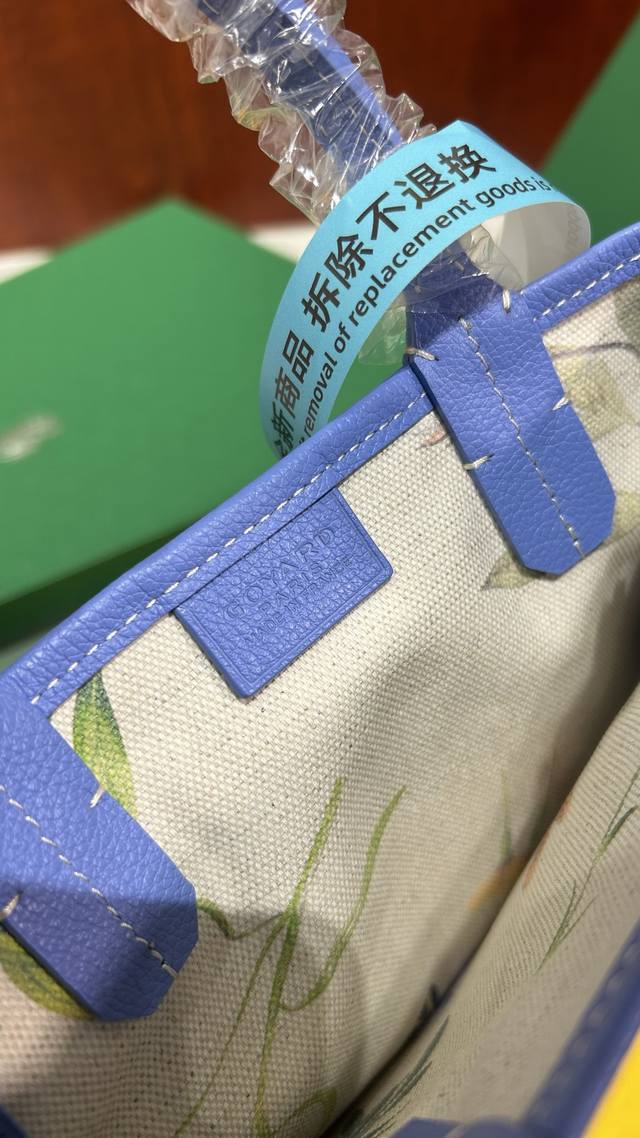 新商品 拆除不退换
removal of replacement goods is
GOYARD
PARIS
MADE IN FRANCE